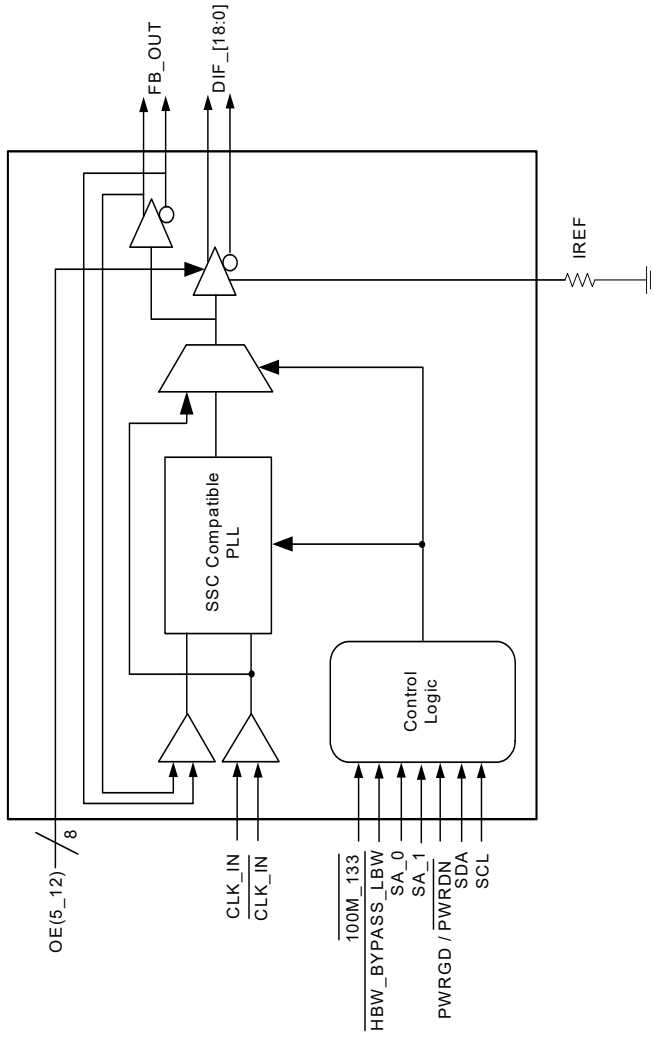 OE(5_12)
8
FB_OUT
DIF_[18:0]
SSC Compatible
PLL
CLK_IN
CLK_IN
IREF
Control
Logic
100M_133
HBW_BYPASS_LBW
SA_0
SA_1
PWRGD / PWRDN
SDA
SCL